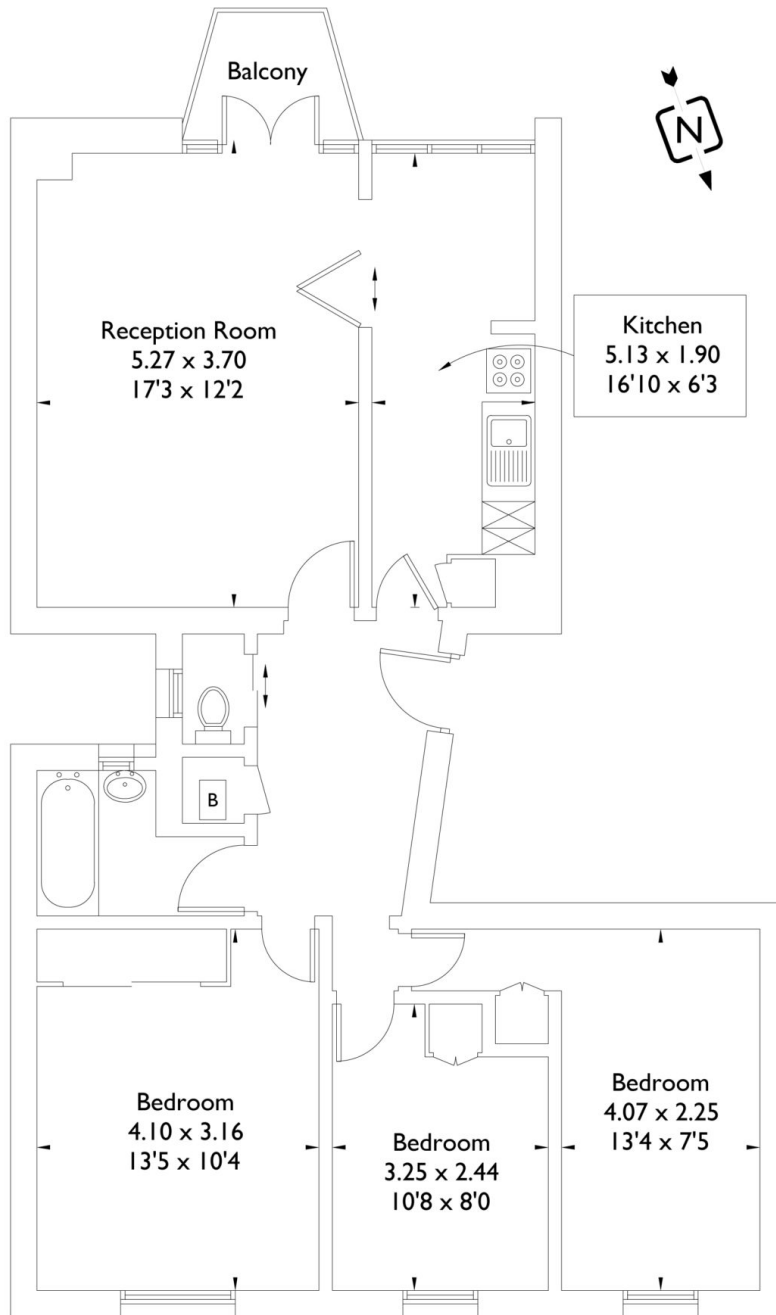 Balcony
N
Reception Room
5.27 x 3.70
17'3 x 12'2
Kitchen
5.13 x 1.90
16'10 x 6'3
B
Bedroom
4.10 x 3.16
13'5 x 10'4
Bedroom
3.25 x 2.44
10'8 x 8'0
Bedroom
4.07 x 2.25
13'4 x 7'5